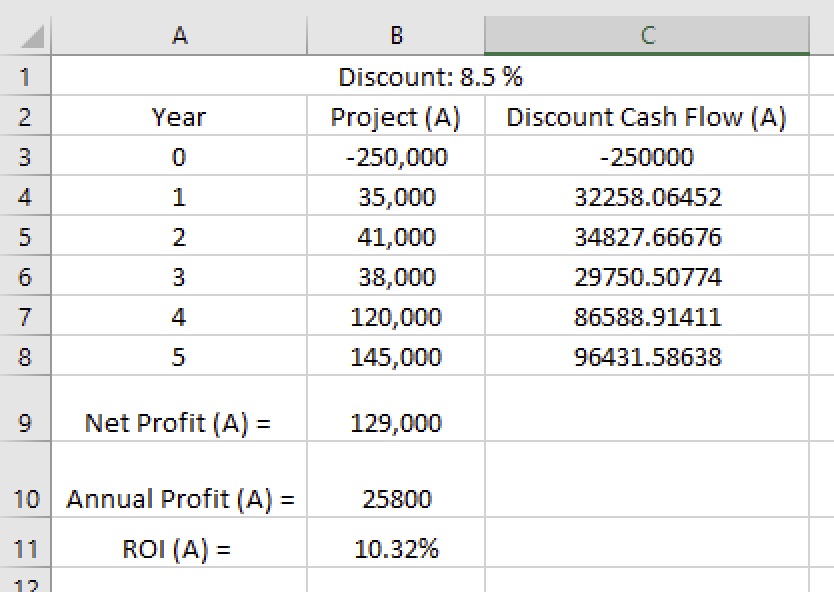 A B C
1 Discount: 8.5 %
2 Year Project (A) Discount Cash Flow (A)
3 0 -250,000 -250000
4 1 35,000 32258.06452
5 2 41,000 34827.66676
6 3 38,000 29750.50774
7 4 120,000 86588.91411
8 5 145,000 96431.58638
9 Net Profit (A) = 129,000
10 Annual Profit (A) = 25800
11 ROI (A) = 10.32%
12